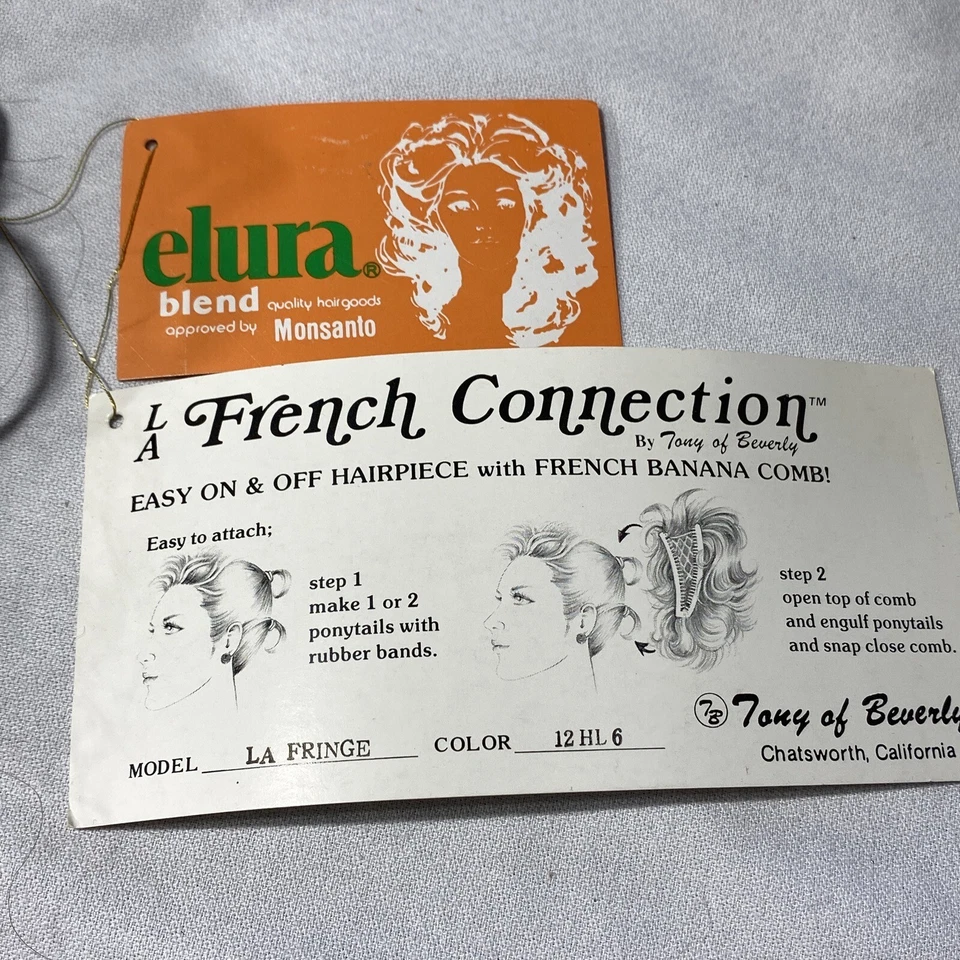 elura®
blend quality hairgoods
approved by Monsanto
LA French Connection™
By Tony of Beverly
EASY ON & OFF HAIRPIECE with FRENCH BANANA COMB!
Easy to attach;
step 1
make 1 or 2
ponytails with
rubber bands.
step 2
open top of comb
and engulf ponytails
and snap close comb.
TB Tony of Beverly
Chatsworth, California
MODEL LA FRINGE COLOR 12 HL 6